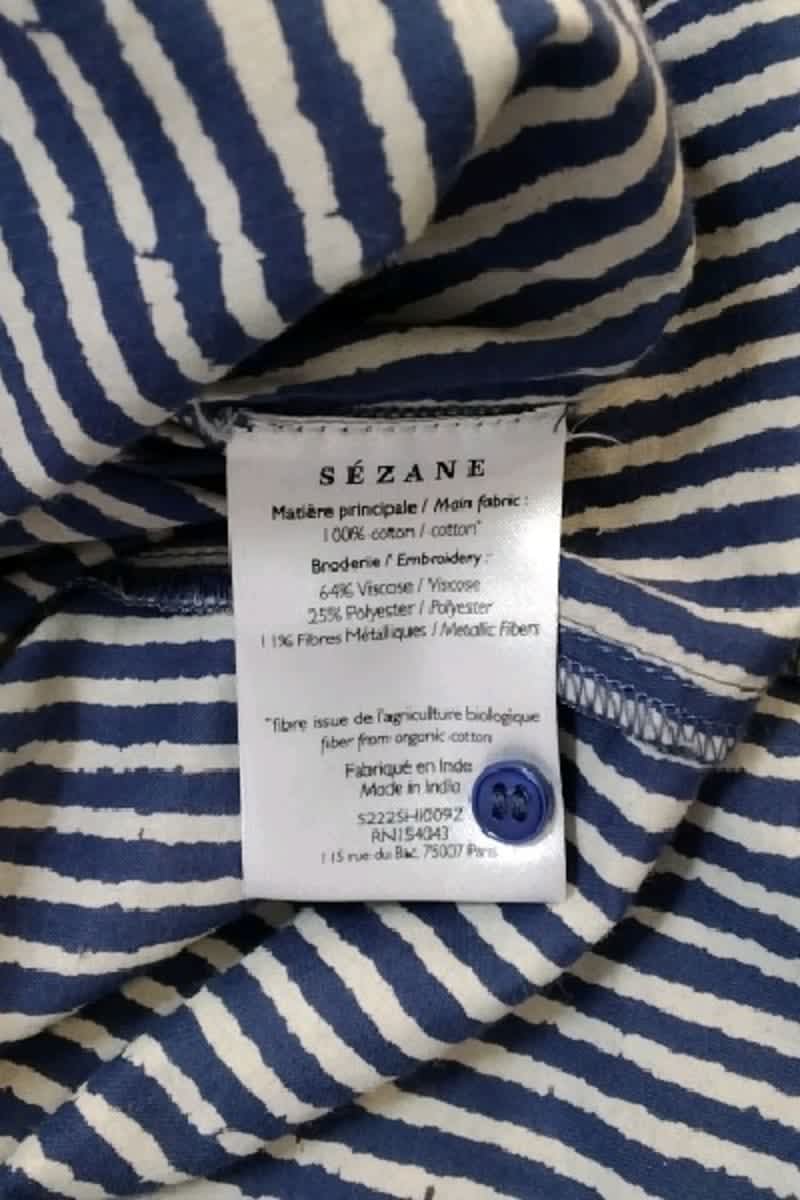 SÉZANE
Matière principale / Main fabric :
100% coton / cotton*
Broderie / Embroidery :
64% Viscose / Viscose
25% Polyester / Polyester
11% Fibres Métalliques / Metallic Fibers
*fibre issue de l'agriculture biologique
fiber from organic cotton
Fabriqué en Inde
Made in India
S222SHI009Z
RN154043
115 rue du Bac 75007 Paris